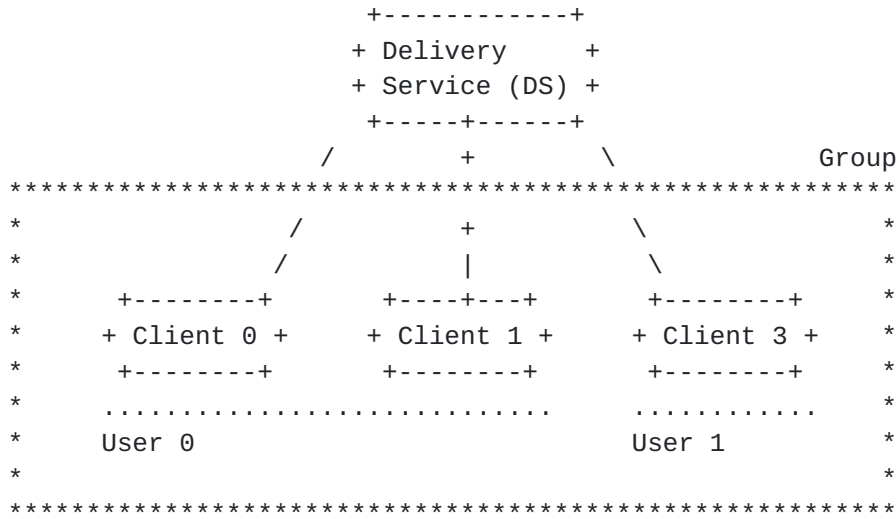 +------------+
+ Delivery +
+ Service (DS) +
+-----+------+
/ + \ Group
**********************************************************
* / + \ *
* / | \ *
* +--------+ +----+---+ +--------+ *
* + Client 0 + + Client 1 + + Client 3 + *
* +--------+ +--------+ +--------+ *
* ............................. ............ *
* User 0 User 1 *
* *
**********************************************************